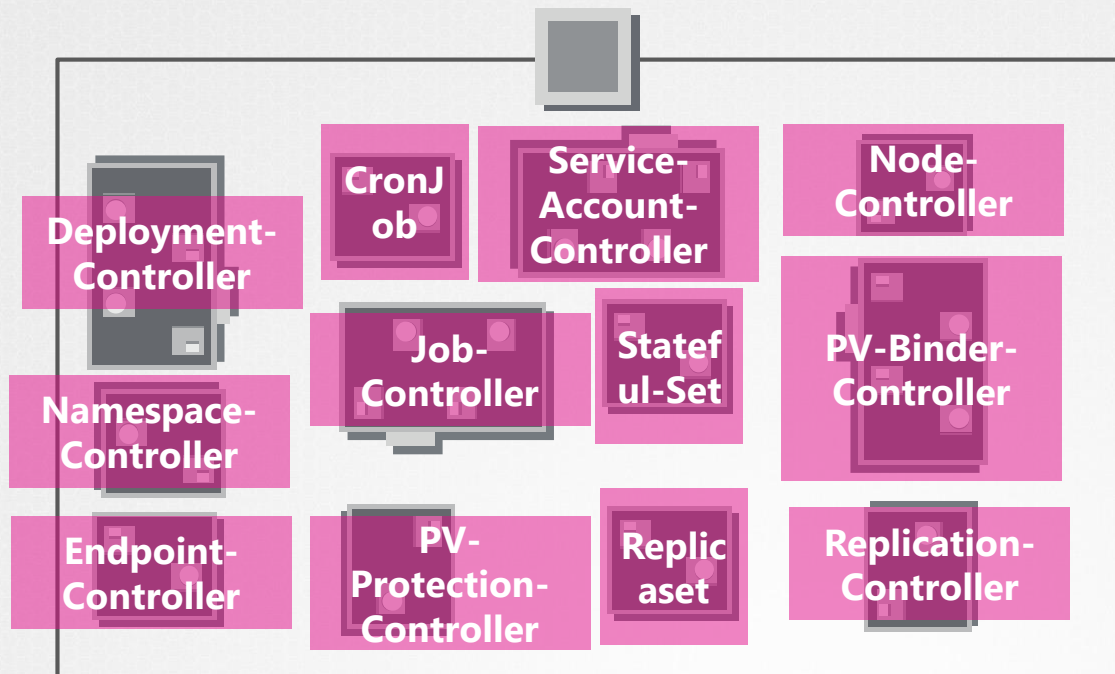 Deployment-
Controller
CronJ
ob
Service-
Account-
Controller
Node-
Controller
Namespace-
Controller
Job-
Controller
Statef
ul-Set
PV-Binder-
Controller
Endpoint-
Controller
PV-
Protection-
Controller
Replic
aset
Replication-
Controller